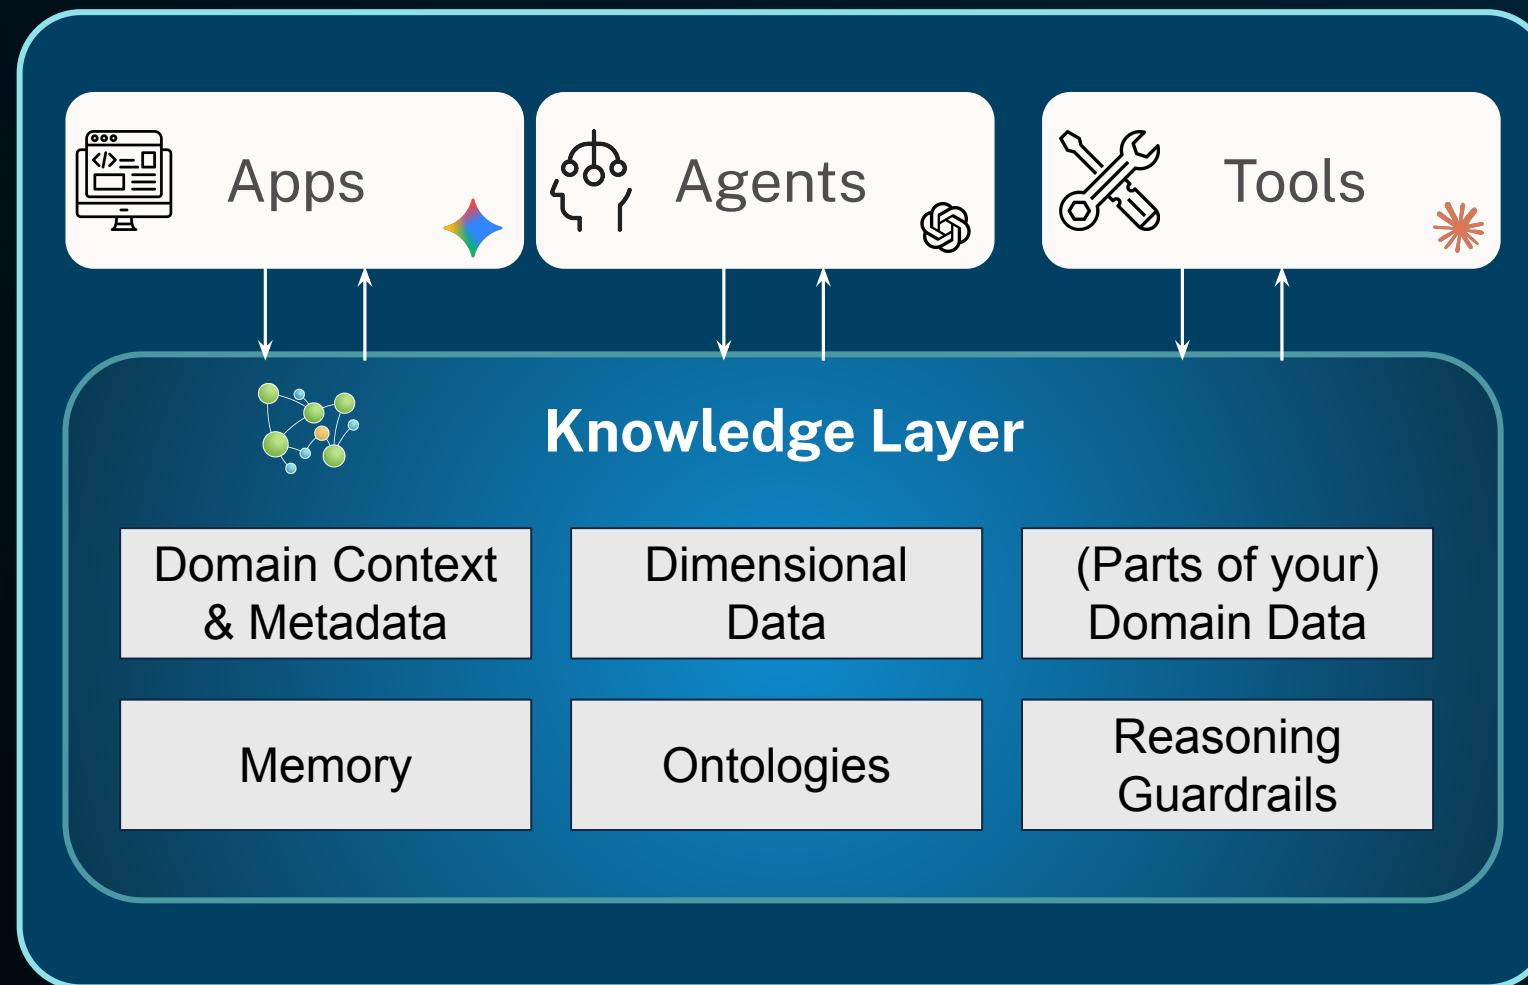 Apps
Agents
Tools
Knowledge Layer
Domain Context
& Metadata
Dimensional
Data
(Parts of your)
Domain Data
Memory
Ontologies
Reasoning
Guardrails